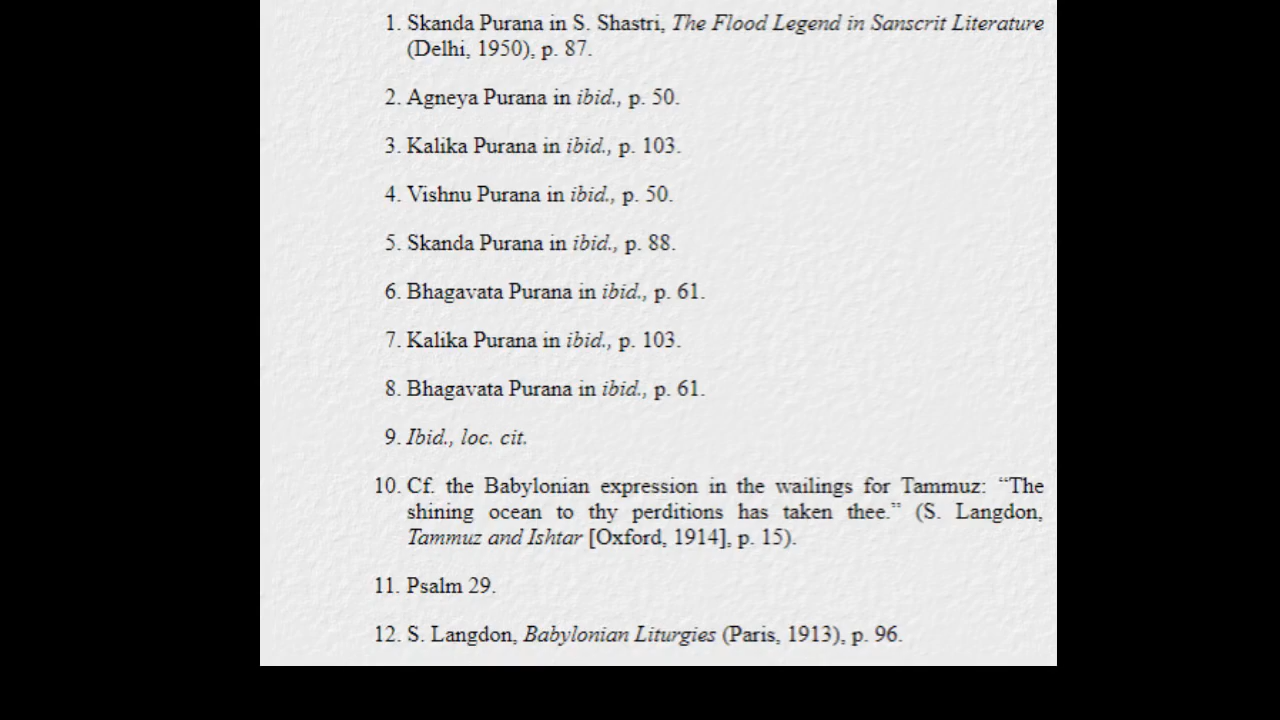 1. Skanda Purana in S. Shastri, The Flood Legend in Sanscrit Literature
(Delhi, 1950), p. 87.
2. Agneya Purana in ibid., p. 50.
3. Kalika Purana in ibid., p. 103.
4. Vishnu Purana in ibid., p. 50.
5. Skanda Purana in ibid., p. 88.
6. Bhagavata Purana in ibid., p. 61.
7. Kalika Purana in ibid., p. 103.
8. Bhagavata Purana in ibid., p. 61.
9. Ibid., loc. cit.
10. Cf. the Babylonian expression in the wailings for Tammuz: “The
shining ocean to thy perditions has taken thee.” (S. Langdon,
Tammuz and Ishtar [Oxford, 1914], p. 15).
11. Psalm 29.
12. S. Langdon, Babylonian Liturgies (Paris, 1913), p. 96.